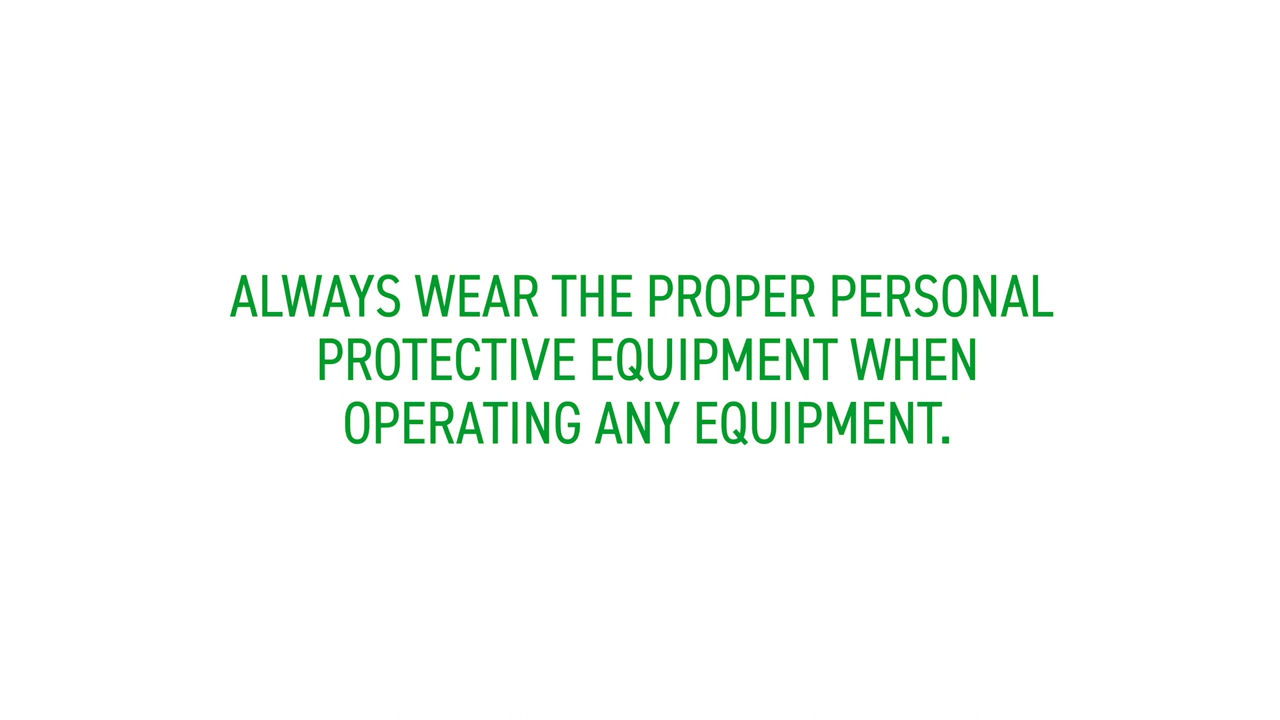 ALWAYS WEAR THE PROPER PERSONAL
PROTECTIVE EQUIPMENT WHEN
OPERATING ANY EQUIPMENT.